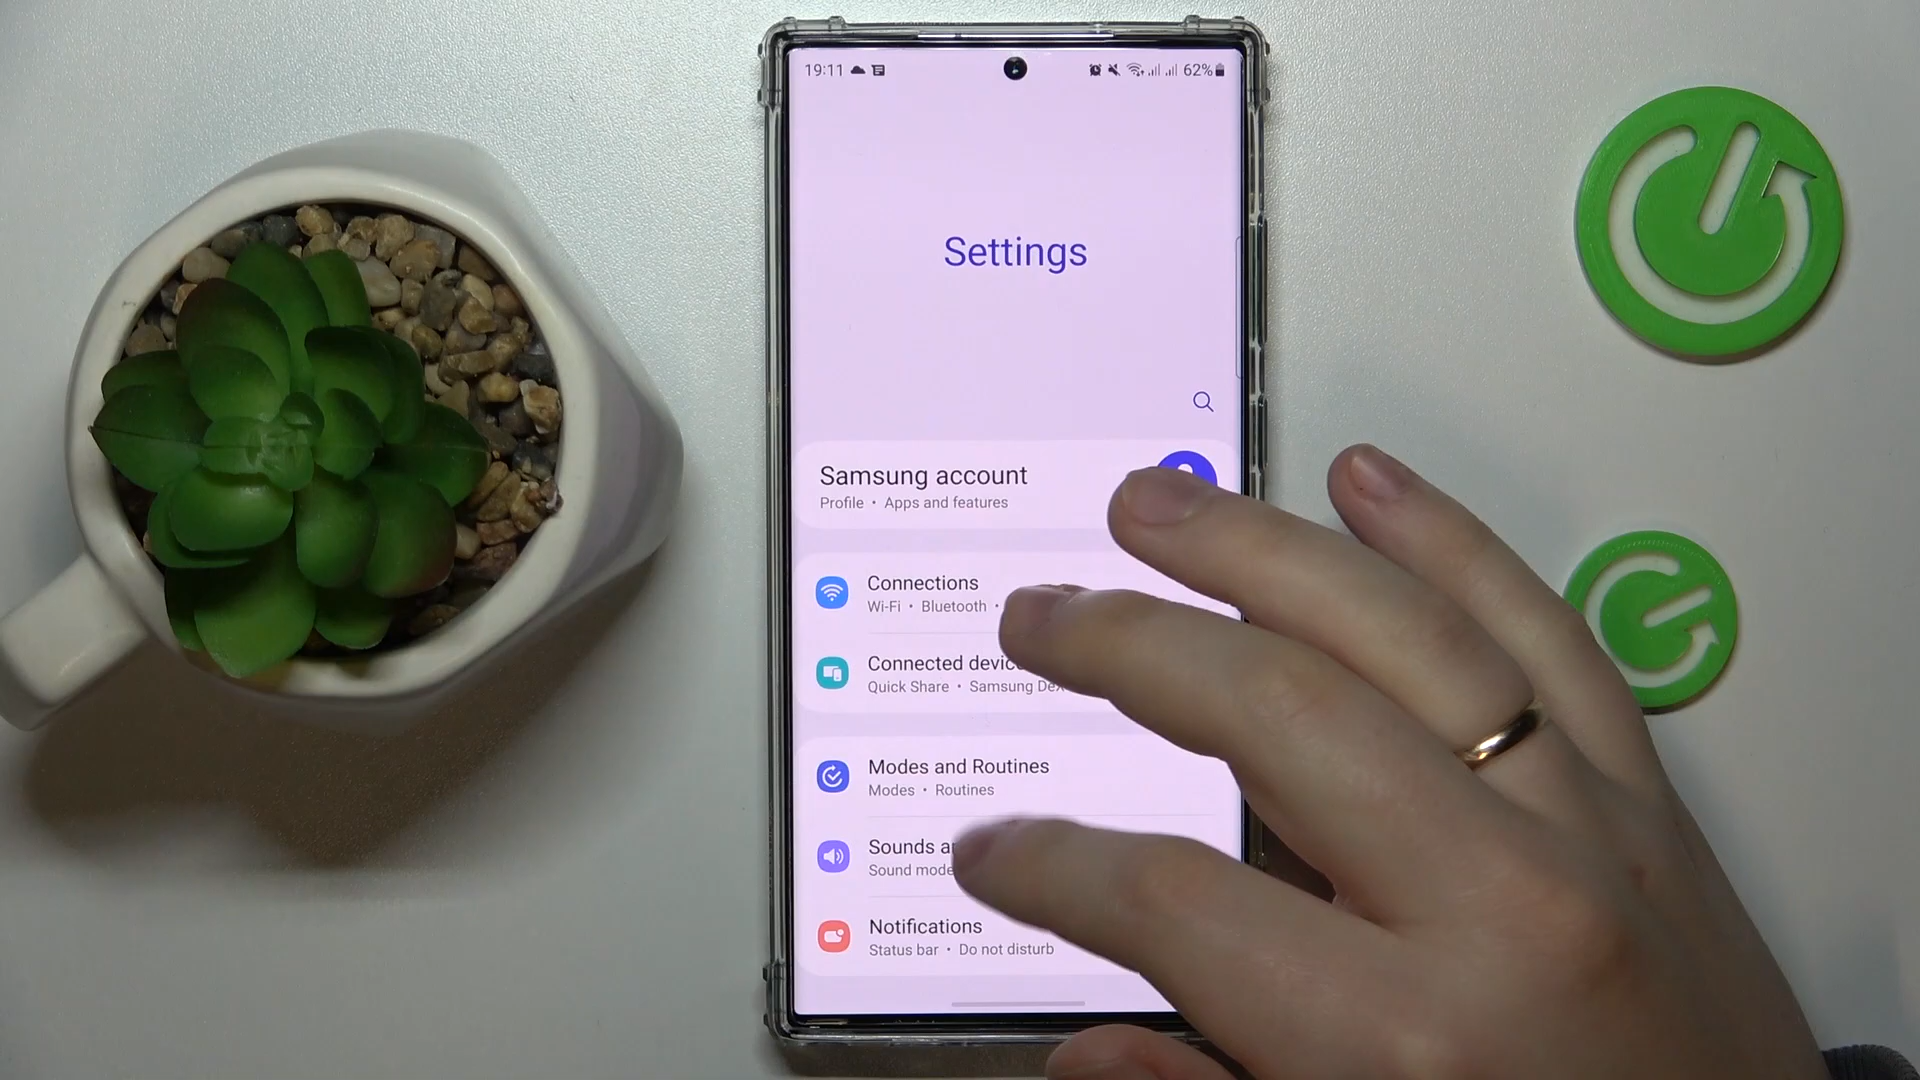 19:11
62%
Settings
Samsung account
Profile • Apps and features
Connections
Wi-Fi • Bluetooth •
Connected
Quick Share • Samsung DeX
Modes and Routines
Modes • Routines
Sounds
Sound mode
Notifications
Status bar • Do not disturb